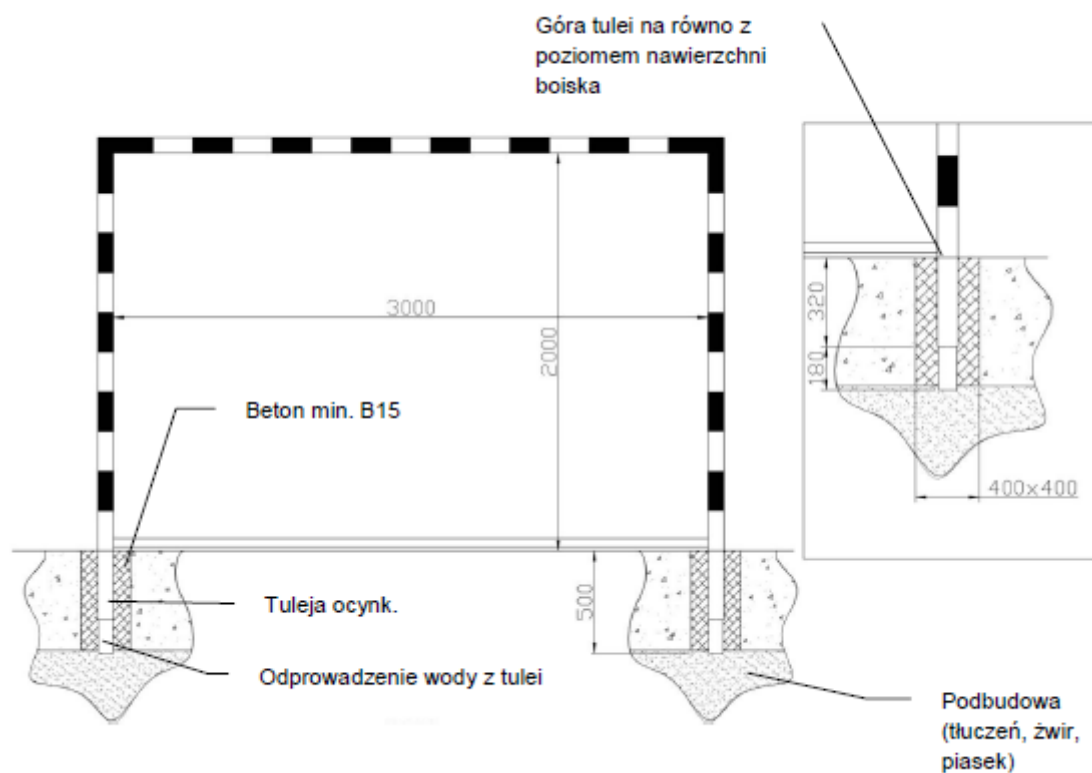 Góra tulei na równo z
poziomem nawierzchni
boiska
3000
2000
320
180
Beton min. B15
400x400
500
Tuleja ocynk.
Odprowadzenie wody z tulei
Podbudowa
(tłuczeń, żwir,
piasek)